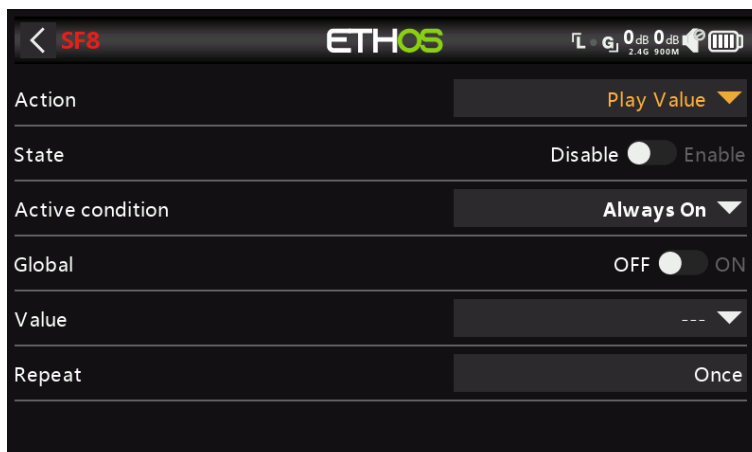 SF8 ETHOS L G 0dB 2.4G 0dB 900M
Action Play Value
State Disable Enable
Active condition Always On
Global OFF ON
Value ---
Repeat Once